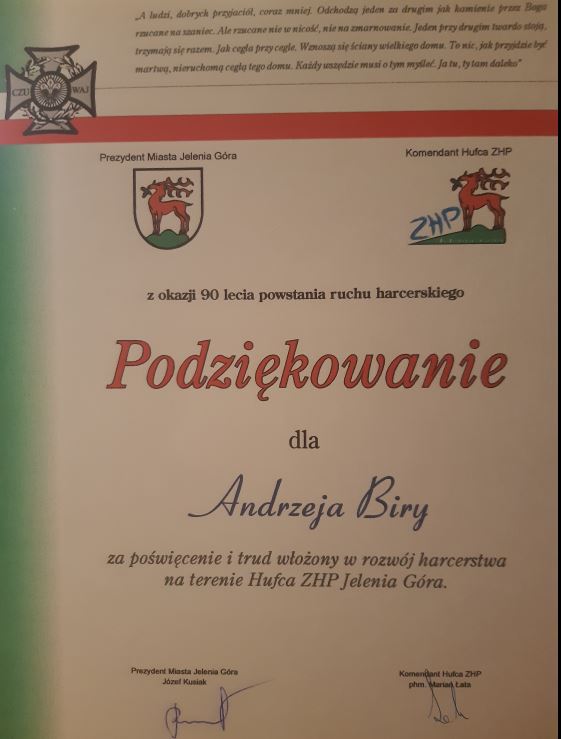 „A ludzi, dobrych przyjaciół, coraz mniej. Odchodzą jeden za drugim jak kamienie przez Boga
rzucane na szaniec. Ale rzucane nie w nicość, nie na zmarnowanie. Jeden przy drugim twardo stoją,
trzymają się razem. Jak cegła przy cegle. Wznoszą się ściany wielkiego domu. To nic, jak przyjdzie być
martwą, nieruchomą cegłą tego domu. Każdy wszędzie musi o tym myśleć. Ja tu, ty tam daleko”
CZU WAJ
Prezydent Miasta Jelenia Góra
Komendant Hufca ZHP
ZHP
z okazji 90 lecia powstania ruchu harcerskiego
Podziękowanie
dla
Andrzeja Biry
za poświęcenie i trud włożony w rozwój harcerstwa
na terenie Hufca ZHP Jelenia Góra.
Prezydent Miasta Jelenia Góra
Józef Kusiak
Komendant Hufca ZHP
phm. Marian Łata